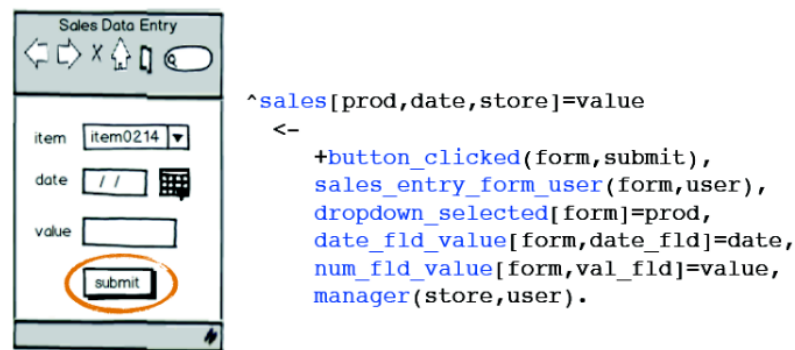 Sales Data Entry
X
item item0214
date / /
value
submit
^sales[prod,date,store]=value
<-
+button_clicked(form,submit),
sales_entry_form_user(form,user),
dropdown_selected[form]=prod,
date_fld_value[form,date_fld]=date,
num_fld_value[form,val_fld]=value,
manager(store,user).